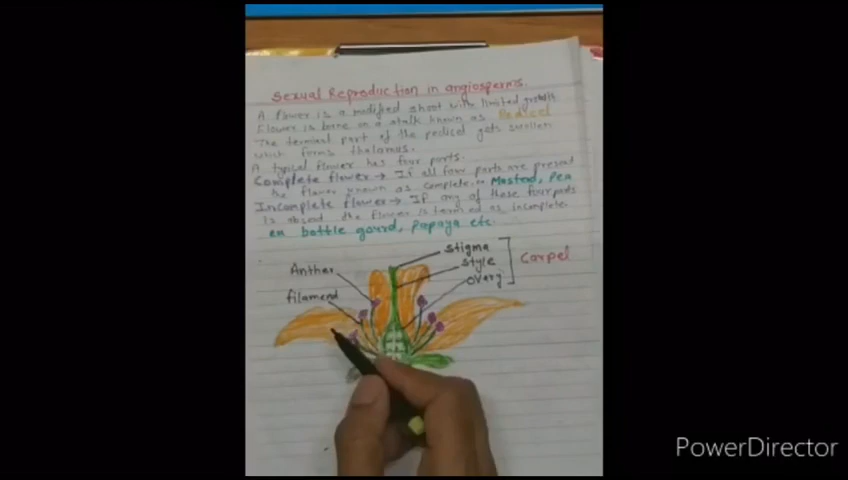 Sexual Reproduction in angiosperms.
A flower is a modified shoot with limited growth
Flower is borne on a stalk known as Pedicel
The terminal part of the pedicel gets swollen
which forms thalamus.
A typical flower has four parts.
Complete flower → If all four parts are present
the flower known as complete. Mustad, Pea
Incomplete flower → If any of these four parts
is absent the flower is termed as incomplete.
en bottle gourd, papaya etc.
Stigma
Style
Ovary
Carpel
Anther
filament
PowerDirector